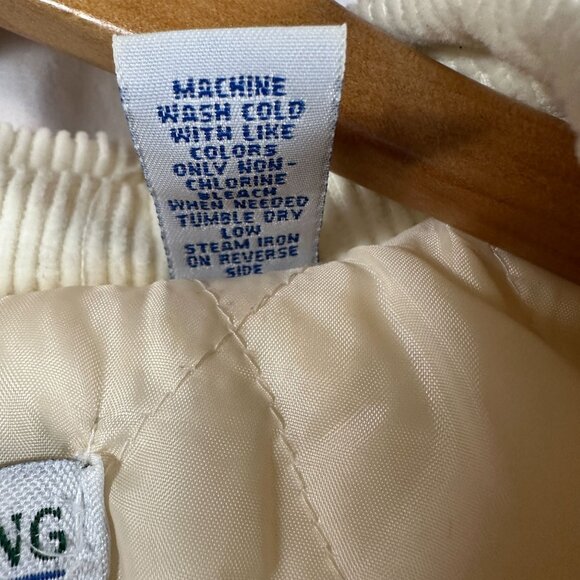 MACHINE
WASH COLD
WITH LIKE
COLORS
ONLY NON-
CHLORINE
BLEACH
WHEN NEEDED
TUMBLE DRY
LOW
STEAM IRON
ON REVERSE
SIDE
NG